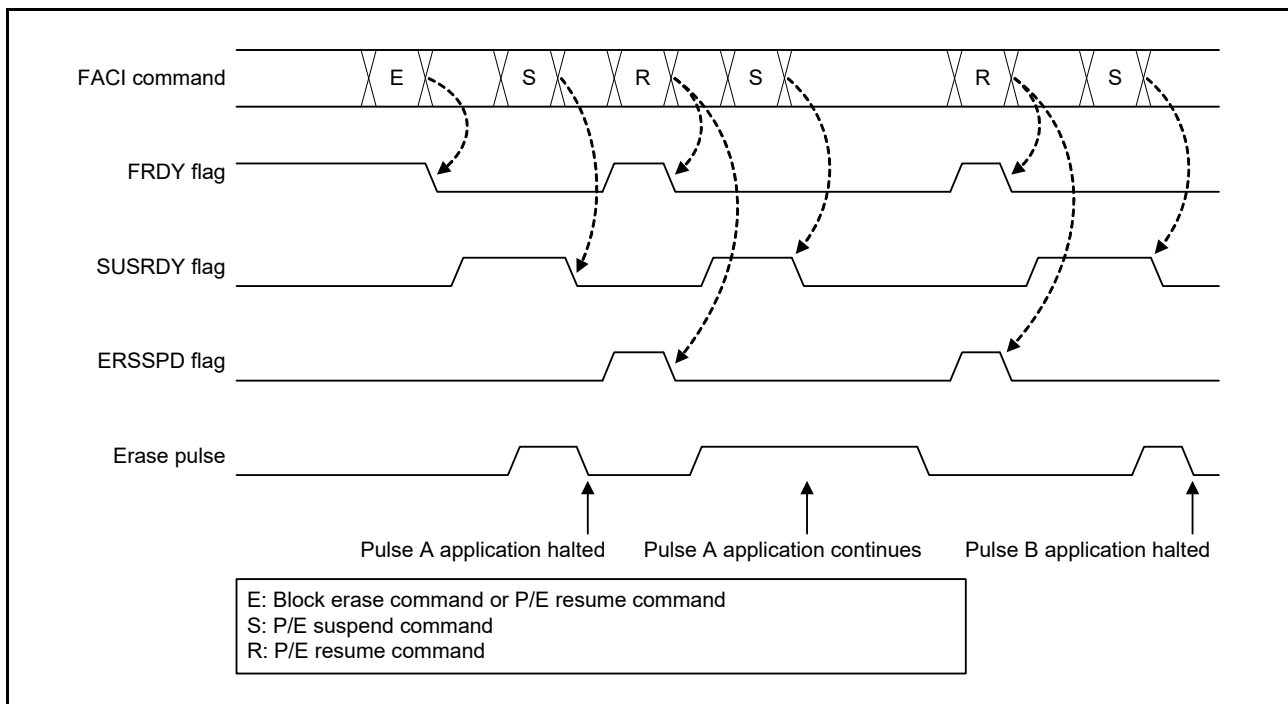 FACI command
E
S
R
S
R
S
FRDY flag
SUSRDY flag
ERSSPD flag
Erase pulse
Pulse A application halted
Pulse A application continues
Pulse B application halted
E: Block erase command or P/E resume command
S: P/E suspend command
R: P/E resume command